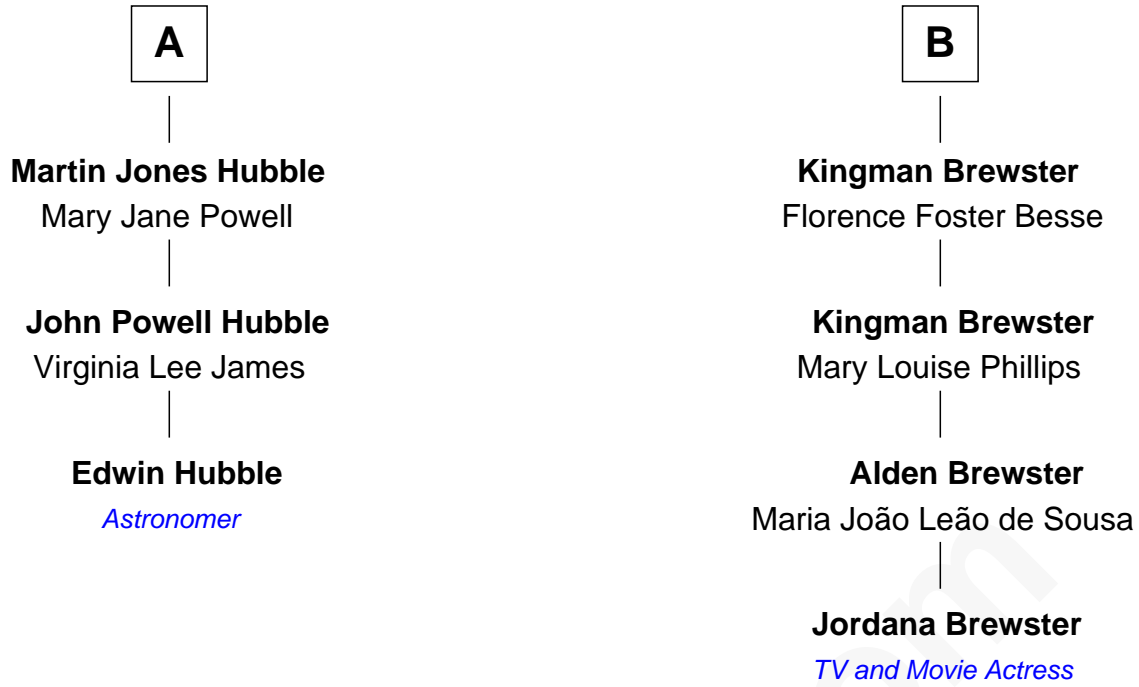 A
Martin Jones Hubble
Mary Jane Powell
John Powell Hubble
Virginia Lee James
Edwin Hubble
Astronomer
B
Kingman Brewster
Florence Foster Besse
Kingman Brewster
Mary Louise Phillips
Alden Brewster
Maria João Leão de Sousa
Jordana Brewster
TV and Movie Actress